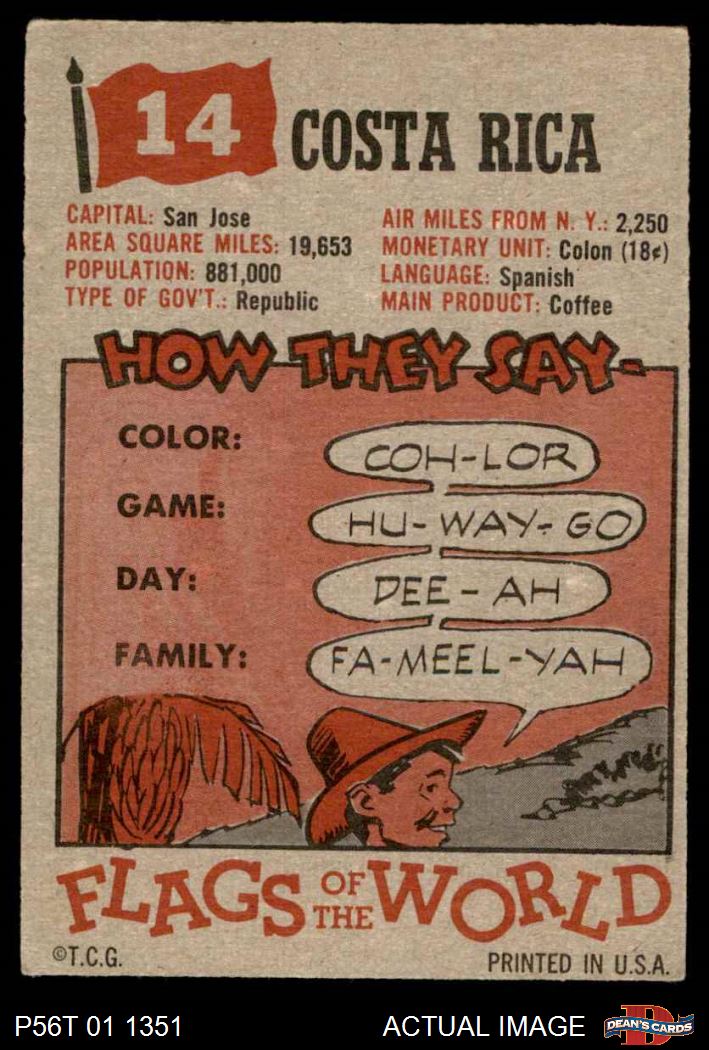 14 COSTA RICA
CAPITAL: San Jose
AREA SQUARE MILES: 19,653
POPULATION: 881,000
TYPE OF GOV'T.: Republic
AIR MILES FROM N. Y.: 2,250
MONETARY UNIT: Colon (18¢)
LANGUAGE: Spanish
MAIN PRODUCT: Coffee
HOW THEY SAY-
COLOR: COH-LOR
GAME: HU-WAY-GO
DAY: DEE-AH
FAMILY: FA-MEEL-YAH
FLAGS OF THE WORLD
©T.C.G. PRINTED IN U.S.A.
P56T 01 1351 ACTUAL IMAGE D DEAN'S CARDS